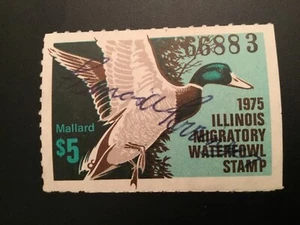 66883
1975
ILLINOIS
MIGRATORY
WATERFOWL
STAMP
Mallard
$5